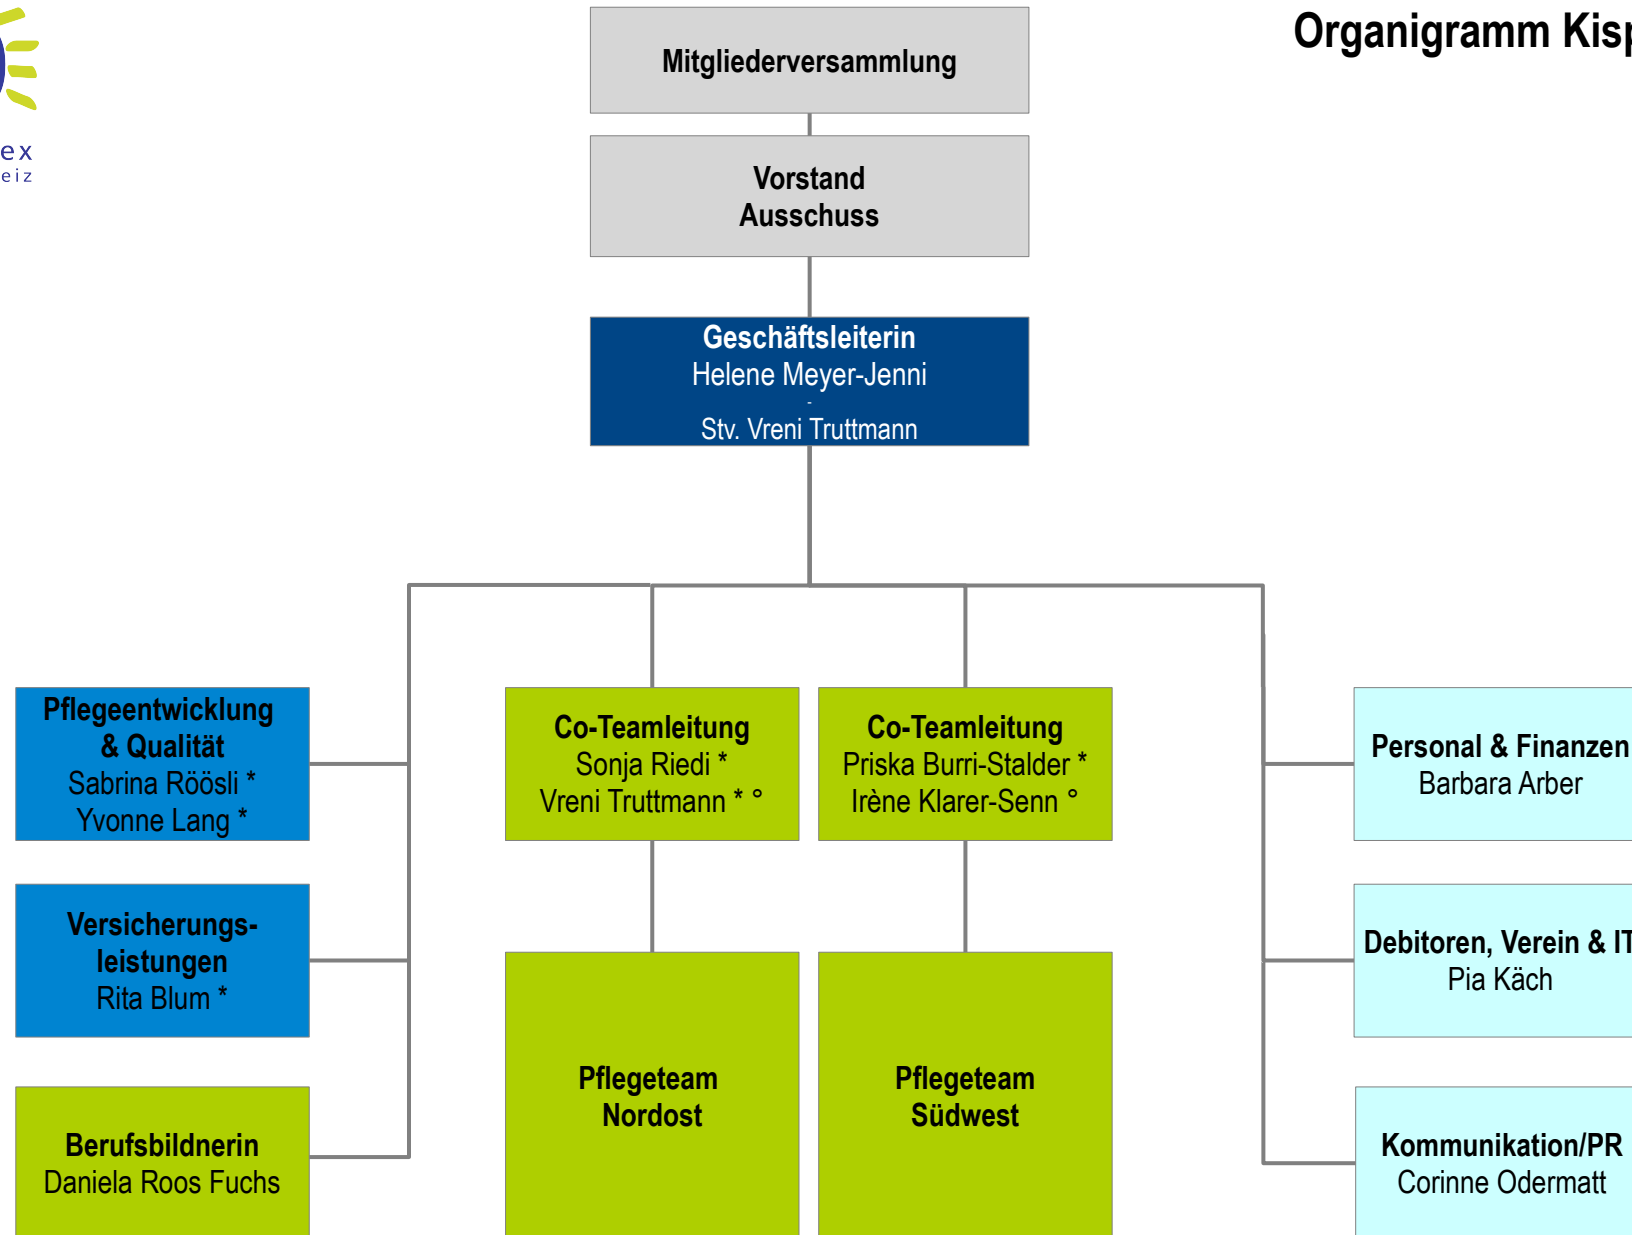 Organigramm Kisp
ex
eiz
Mitgliederversammlung
Vorstand
Ausschuss
Geschäftsleiterin
Helene Meyer-Jenni
-
Stv. Vreni Truttmann
Pflegeentwicklung
& Qualität
Sabrina Röösli *
Yvonne Lang *
Co-Teamleitung
Sonja Riedi *
Vreni Truttmann * °
Co-Teamleitung
Priska Burri-Stalder *
Irène Klarer-Senn °
Personal & Finanzen
Barbara Arber
Versicherungs-
leistungen
Rita Blum *
Debitoren, Verein & IT
Pia Käch
Pflegeteam
Nordost
Pflegeteam
Südwest
Berufsbildnerin
Daniela Roos Fuchs
Kommunikation/PR
Corinne Odermatt